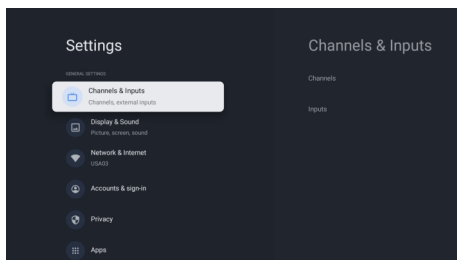 Settings
GENERAL SETTINGS
Channels & Inputs
Channels, external inputs
Display & Sound
Picture, screen, sound
Network & Internet
USA03
Accounts & sign-in
Privacy
Apps
Channels & Inputs
Channels
Inputs